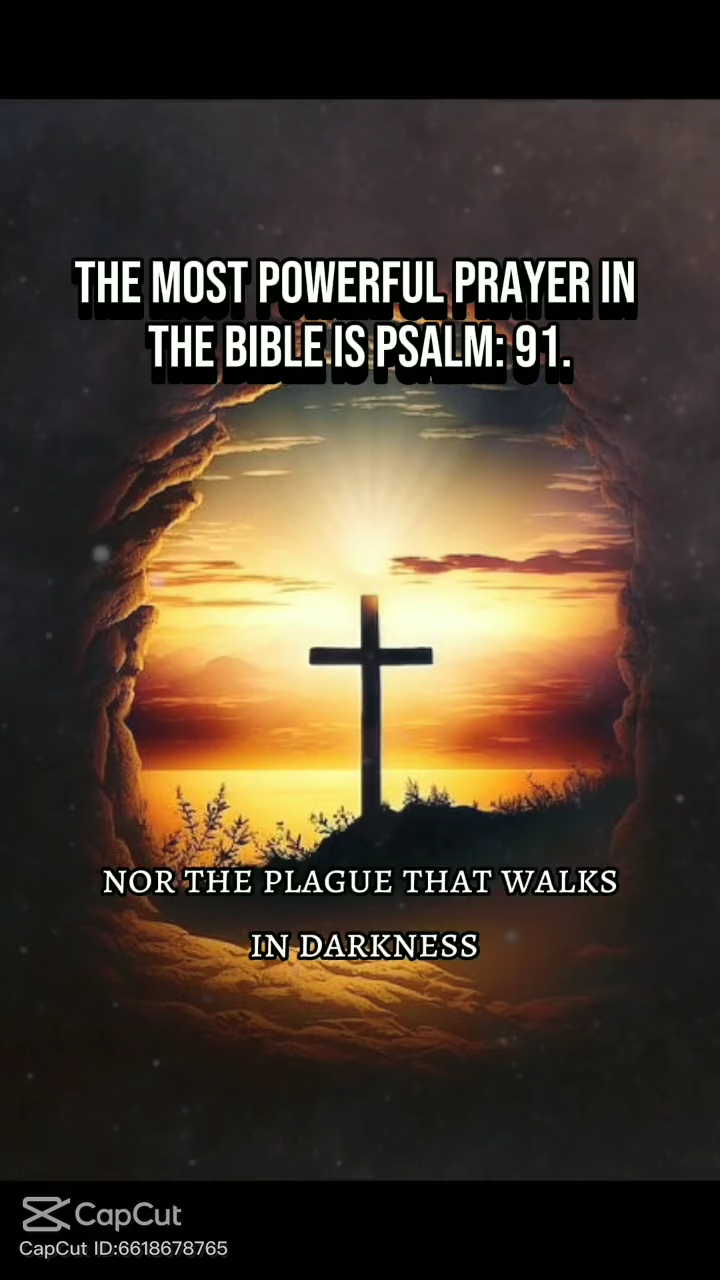 THE MOST POWERFUL PRAYER IN
THE BIBLE IS PSALM: 91.
NOR THE PLAGUE THAT WALKS
IN DARKNESS
CapCut
CapCut ID:6618678765